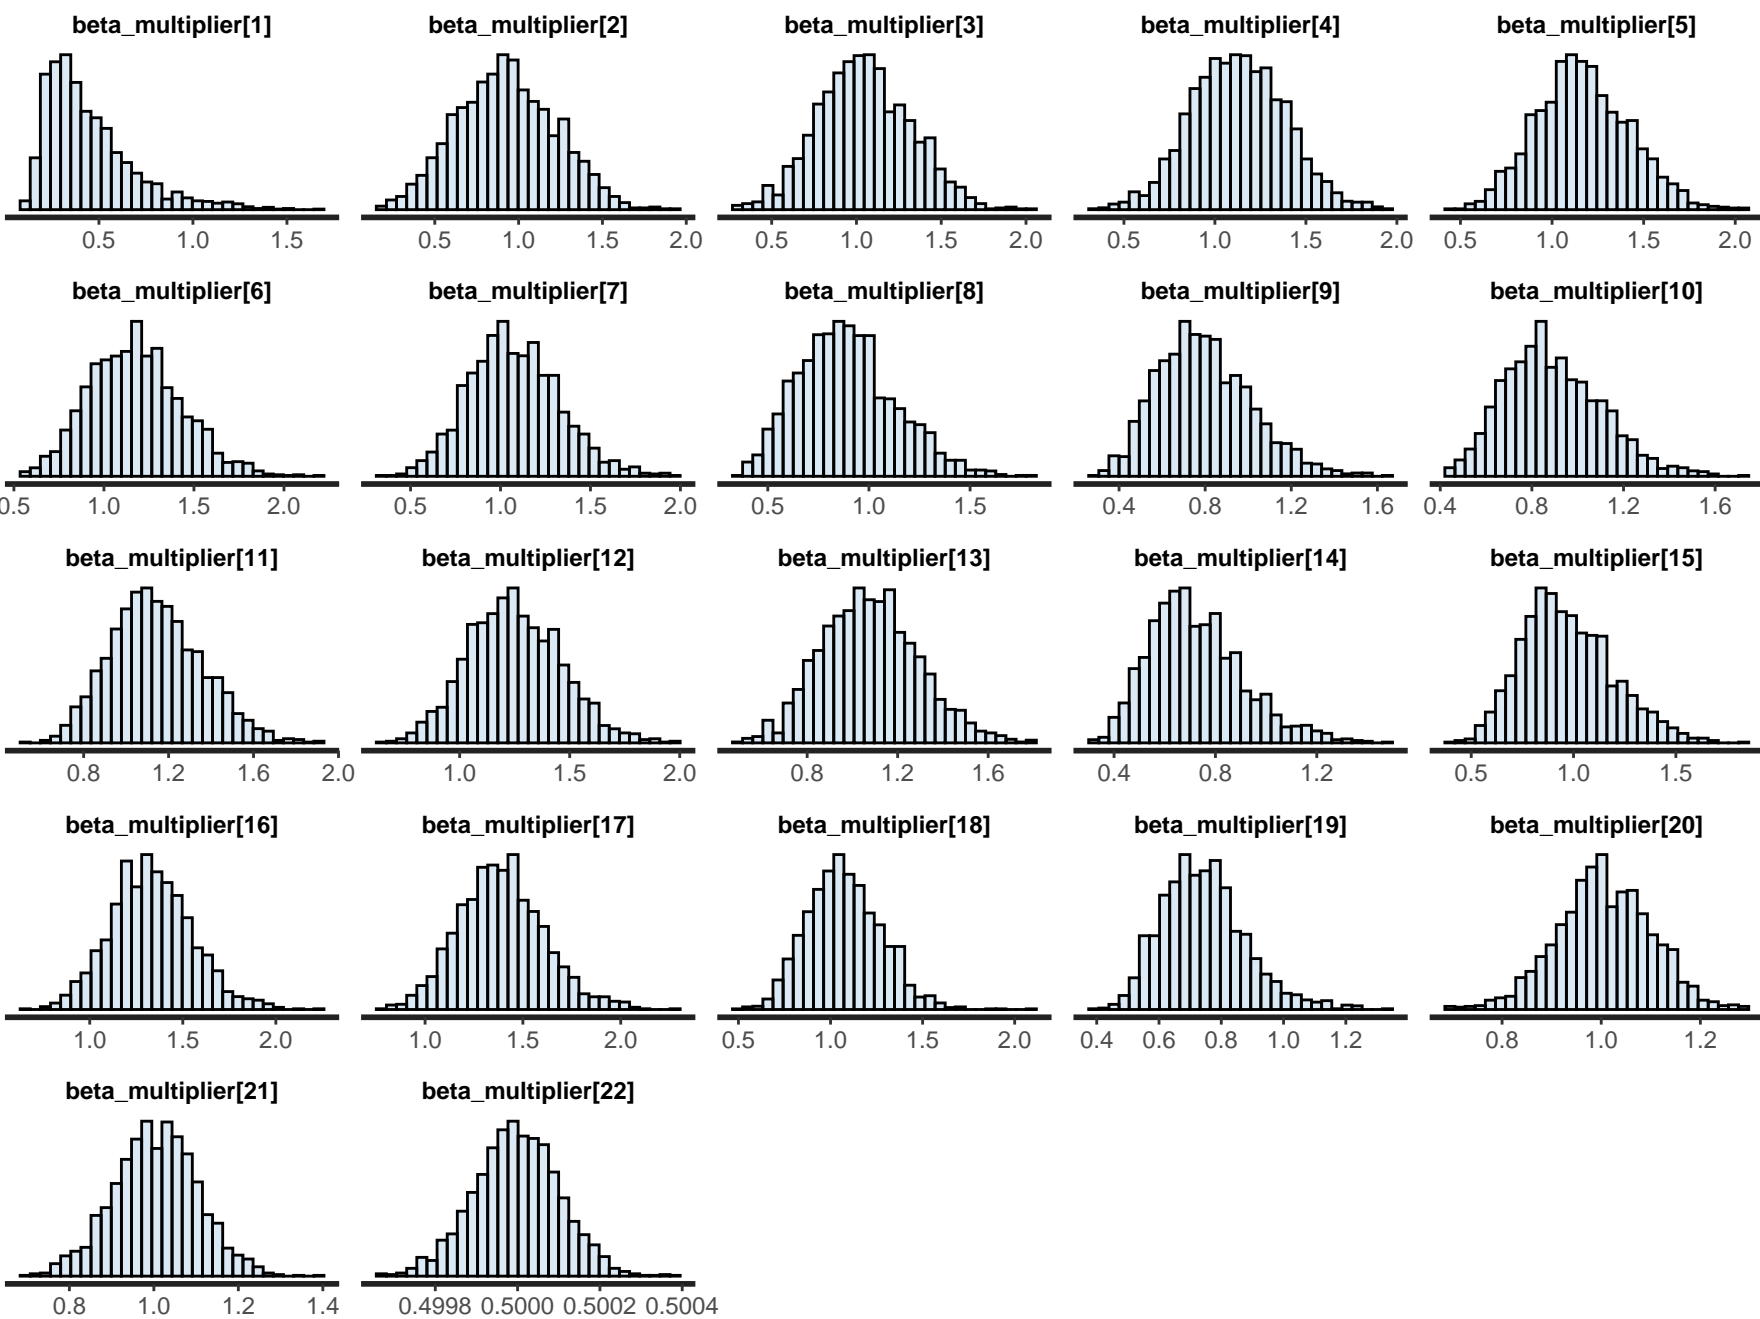 beta_multiplier[1] beta_multiplier[2] beta_multiplier[3] beta_multiplier[4] beta_multiplier[5]
0.5 1.0 1.5 0.5 1.0 1.5 2.0 0.5 1.0 1.5 2.0 0.5 1.0 1.5 2.0 0.5 1.0 1.5 2.0
beta_multiplier[6] beta_multiplier[7] beta_multiplier[8] beta_multiplier[9] beta_multiplier[10]
0.5 1.0 1.5 2.0 0.5 1.0 1.5 2.0 0.5 1.0 1.5 0.4 0.8 1.2 1.6 0.4 0.8 1.2 1.6
beta_multiplier[11] beta_multiplier[12] beta_multiplier[13] beta_multiplier[14] beta_multiplier[15]
0.8 1.2 1.6 2.0 1.0 1.5 2.0 0.8 1.2 1.6 0.4 0.8 1.2 0.5 1.0 1.5
beta_multiplier[16] beta_multiplier[17] beta_multiplier[18] beta_multiplier[19] beta_multiplier[20]
1.0 1.5 2.0 1.0 1.5 2.0 0.5 1.0 1.5 2.0 0.4 0.6 0.8 1.0 1.2 0.8 1.0 1.2
beta_multiplier[21] beta_multiplier[22]
0.8 1.0 1.2 1.4 0.4998 0.5000 0.5002 0.5004